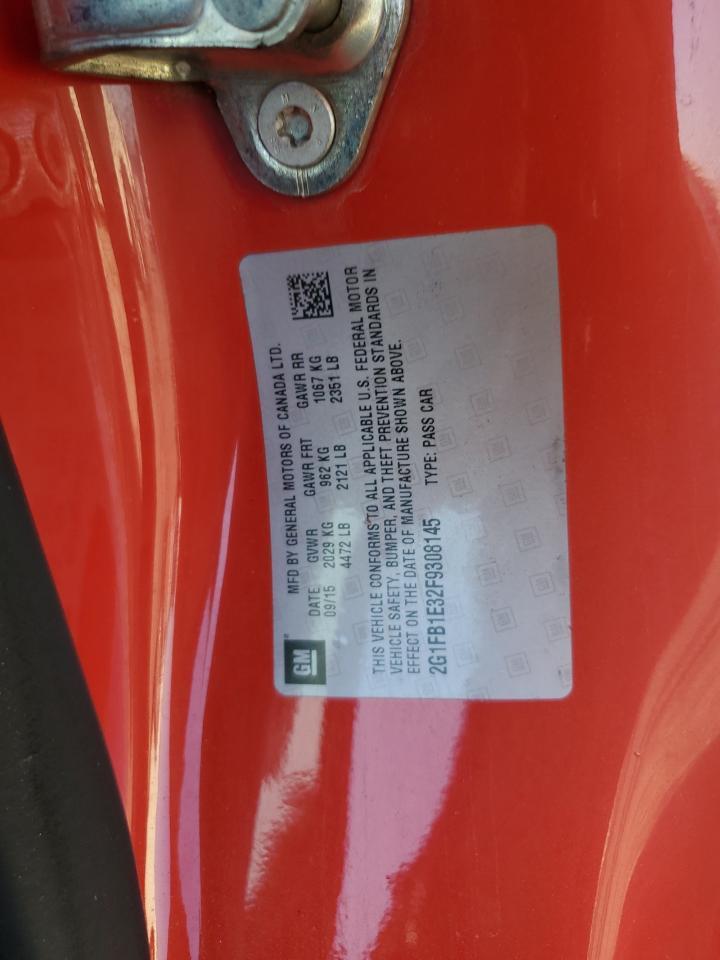 GM
MFD BY GENERAL MOTORS OF CANADA LTD.
DATE GVWR GAWR FRT GAWR RR
09/15 2029 KG 962 KG 1067 KG
4472 LB 2121 LB 2351 LB
THIS VEHICLE CONFORMS TO ALL APPLICABLE U.S. FEDERAL MOTOR
VEHICLE SAFETY, BUMPER, AND THEFT PREVENTION STANDARDS IN
EFFECT ON THE DATE OF MANUFACTURE SHOWN ABOVE.
2G1FB1E32F9308145 TYPE: PASS CAR